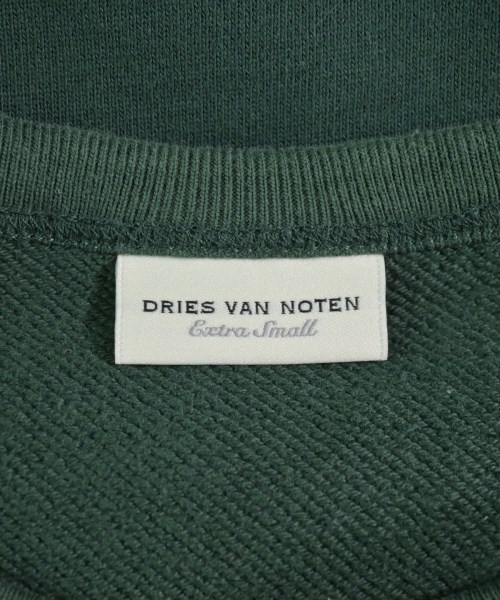 DRIES VAN NOTEN
Extra Small